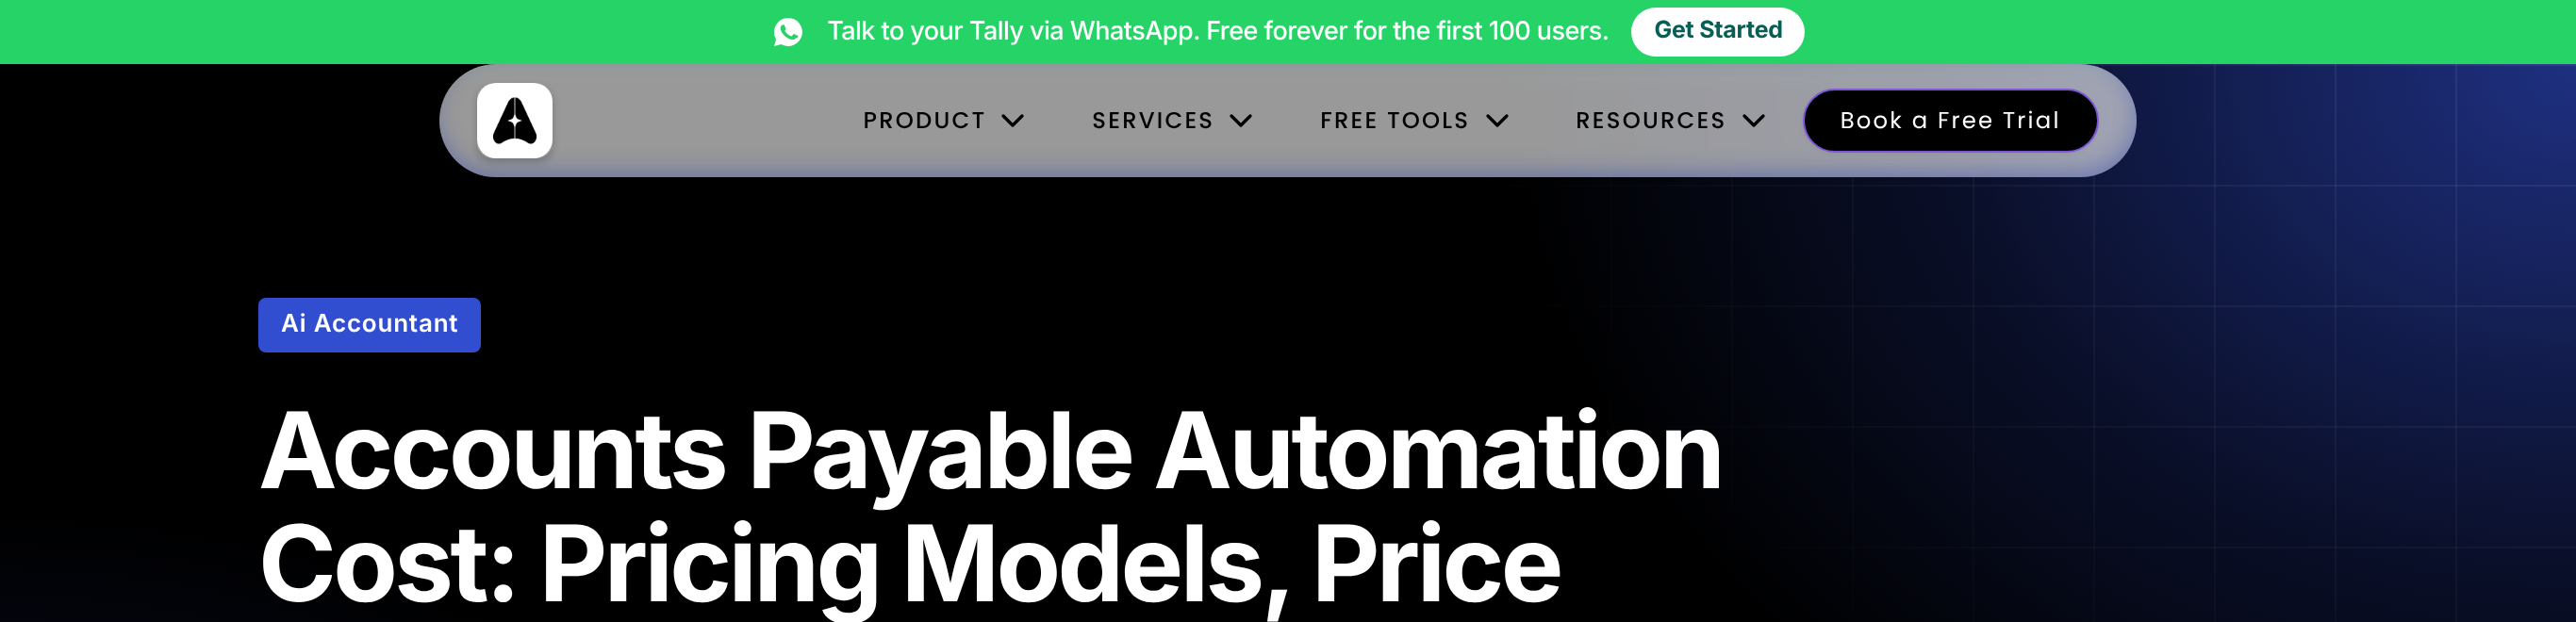 Talk to your Tally via WhatsApp. Free forever for the first 100 users. Get Started
PRODUCT SERVICES FREE TOOLS RESOURCES Book a Free Trial
Ai Accountant
Accounts Payable Automation
Cost: Pricing Models, Price